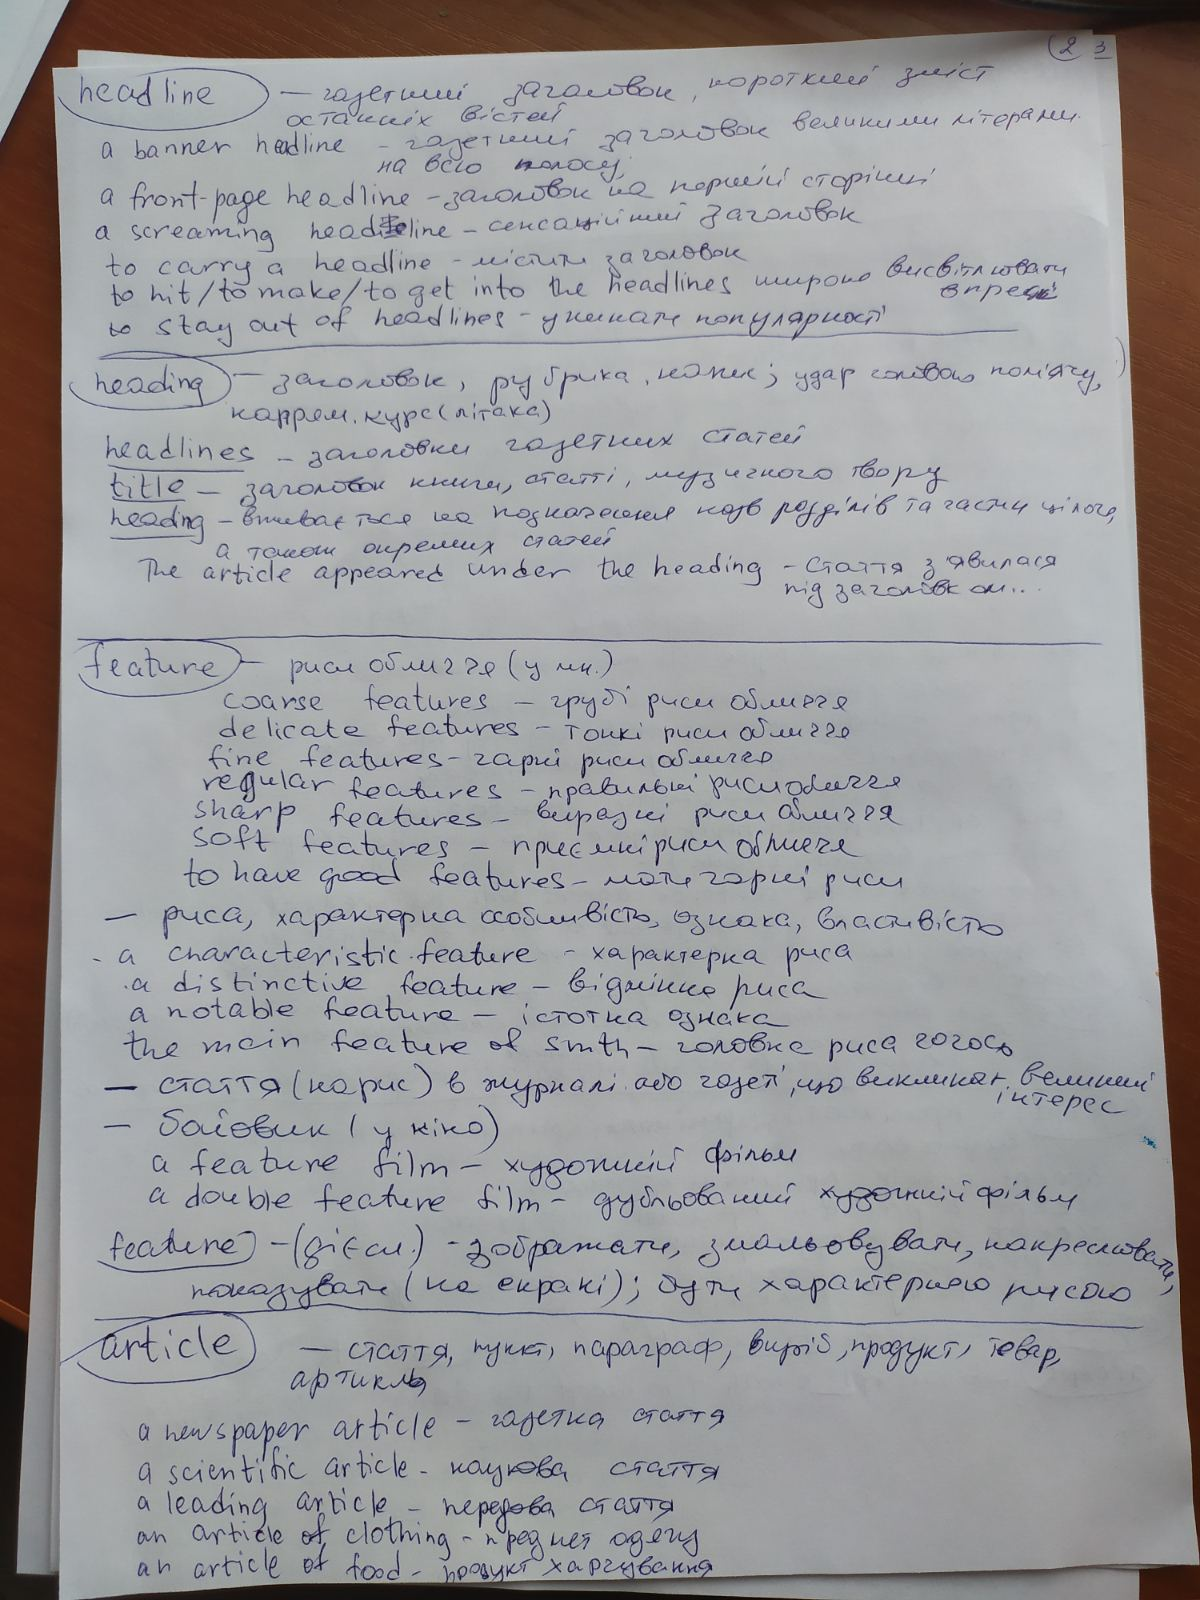 2 3
headline — газетний заголовок, короткий зміст
останніх вістей
a banner headline - газетний заголовок великими літерами
на всю полосу
a front-page headline - заголовок на першій сторінці
a screaming headline - сенсаційний заголовок
to carry a headline - містити заголовок
to hit/to make/to get into the headlines широко висвітлювати
в пресі
to stay out of headlines - уникати популярності
heading — заголовок, рубрика, ; удар головою по м'ячу,
курс (літака)
headlines - заголовки газетних статей
title - заголовок книги, статті, музичного твору
heading - вживається на позначення назв розділів та частин цілого,
а також окремих статей
The article appeared under the heading - стаття з'явилася
під заголовком...
feature - риси обличчя (у мн.)
coarse features - грубі риси обличчя
delicate features - тонкі риси обличчя
fine features - гарні риси обличчя
regular features - правильні риси обличчя
sharp features - виразні риси обличчя
soft features - приємні риси обличчя
to have good features - мати гарні риси
— риса, характерна особливість, ознака, властивість
- a characteristic feature - характерна риса
a distinctive feature - відмінна риса
a notable feature - істотна ознака
the main feature of smth - головна риса чогось
— стаття (нарис) в журналі або газеті, що викликає великий
інтерес
— бойовик (у кіно)
a feature film - художній фільм
a double feature film - дубльований художній фільм
feature - (дієсл.) - зображати, змальовувати, накреслювати,
показувати (на екрані); бути характерною рисою
article — стаття, пункт, параграф, виріб, продукт, товар,
артикль
a newspaper article - газетна стаття
a scientific article - наукова стаття
a leading article - передова стаття
an article of clothing - предмет одягу
an article of food - продукт харчування